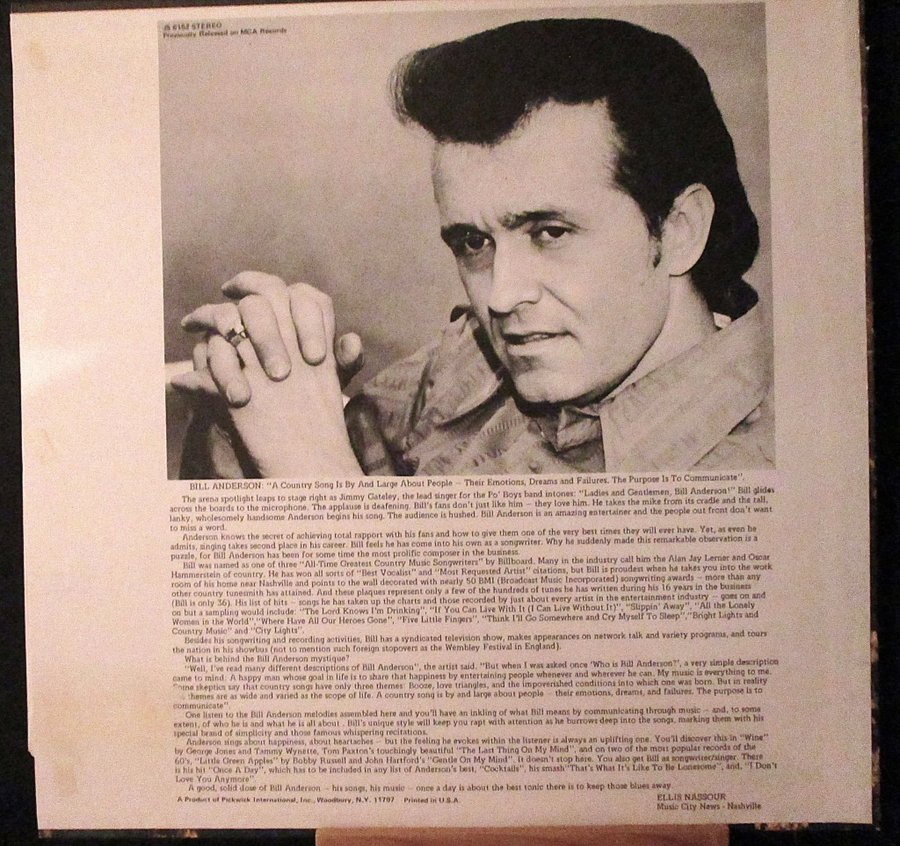 JS 6182 STEREO
Previously Released on MCA Records
BILL ANDERSON: "A Country Song Is By And Large About People — Their Emotions, Dreams and Failures. The Purpose Is To Communicate".
The arena spotlight leaps to stage right as Jimmy Gateley, the lead singer for the Po' Boys band intones: "Ladies and Gentlemen, Bill Anderson!" Bill glides
across the boards to the microphone. The applause is deafening. Bill's fans don't just like him — they love him. He takes the mike from its cradle and the tall,
lanky, wholesomely handsome Anderson begins his song. The audience is hushed. Bill Anderson is an amazing entertainer and the people out front don't want
to miss a word.
Anderson knows the secret of achieving total rapport with his fans and how to give them one of the very best times they will ever have. Yet, as even he
admits, singing takes second place in his career. Bill feels he has come into his own as a songwriter. Why he suddenly made this remarkable observation is a
puzzle, for Bill Anderson has been for some time the most prolific composer in the business.
Bill was named as one of three "All-Time Greatest Country Music Songwriters" by Billboard. Many in the industry call him the Alan Jay Lerner and Oscar
Hammerstein of country. He has won all sorts of "Best Vocalist" and "Most Requested Artist" citations, but Bill is proudest when he takes you into the work
room of his home near Nashville and points to the wall decorated with nearly 50 BMI (Broadcast Music Incorporated) songwriting awards — more than any
other country tunesmith has attained. And these plaques represent only a few of the hundreds of tunes he has written during his 16 years in the business
(Bill is only 36). His list of hits — songs he has taken up the charts and those recorded by just about every artist in the entertainment industry — goes on and
on but a sampling would include: "The Lord Knows I'm Drinking", "If You Can Live With It (I Can Live Without It)", "Slippin' Away", "All the Lonely
Women in the World", "Where Have All Our Heroes Gone", "Five Little Fingers", "Think I'll Go Somewhere and Cry Myself To Sleep", "Bright Lights and
Country Music" and "City Lights".
Besides his songwriting and recording activities, Bill has a syndicated television show, makes appearances on network talk and variety programs, and tours
the nation in his showbus (not to mention such foreign stopovers as the Wembley Festival in England).
What is behind the Bill Anderson mystique?
"Well, I've read many different descriptions of Bill Anderson", the artist said. "But when I was asked once 'Who is Bill Anderson?', a very simple description
came to mind. A happy man whose goal in life is to share that happiness by entertaining people whenever and wherever he can. My music is everything to me.
Some skeptics say that country songs have only three themes: Booze, love triangles, and the impoverished conditions into which one was born. But in reality
themes are as wide and varied as the scope of life. A country song is by and large about people — their emotions, dreams, and failures. The purpose is to
communicate".
One listen to the Bill Anderson melodies assembled here and you'll have an inkling of what Bill means by communicating through music — and, to some
extent, of who he is and what he is all about. Bill's unique style will keep you rapt with attention as he burrows deep into the songs, marking them with his
special brand of simplicity and those famous whispering recitations.
Anderson sings about happiness, about heartaches — but the feeling he evokes within the listener is always an uplifting one. You'll discover this in "Wine"
by George Jones and Tammy Wynette, Tom Paxton's touchingly beautiful "The Last Thing On My Mind", and on two of the most popular records of the
60's, "Little Green Apples" by Bobby Russell and John Hartford's "Gentle On My Mind". It doesn't stop here. You also get Bill as songwriter/singer. There
is his hit "Once A Day", which has to be included in any list of Anderson's best, "Cocktails", his smash "That's What It's Like To Be Lonesome", and, "I Don't
Love You Anymore".
A good, solid dose of Bill Anderson — his songs, his music — once a day is about the best tonic there is to keep those blues away.
ELLIS NASSOUR
Music City News - Nashville
A Product of Pickwick International, Inc., Woodbury, N.Y. 11797 Printed in U.S.A.